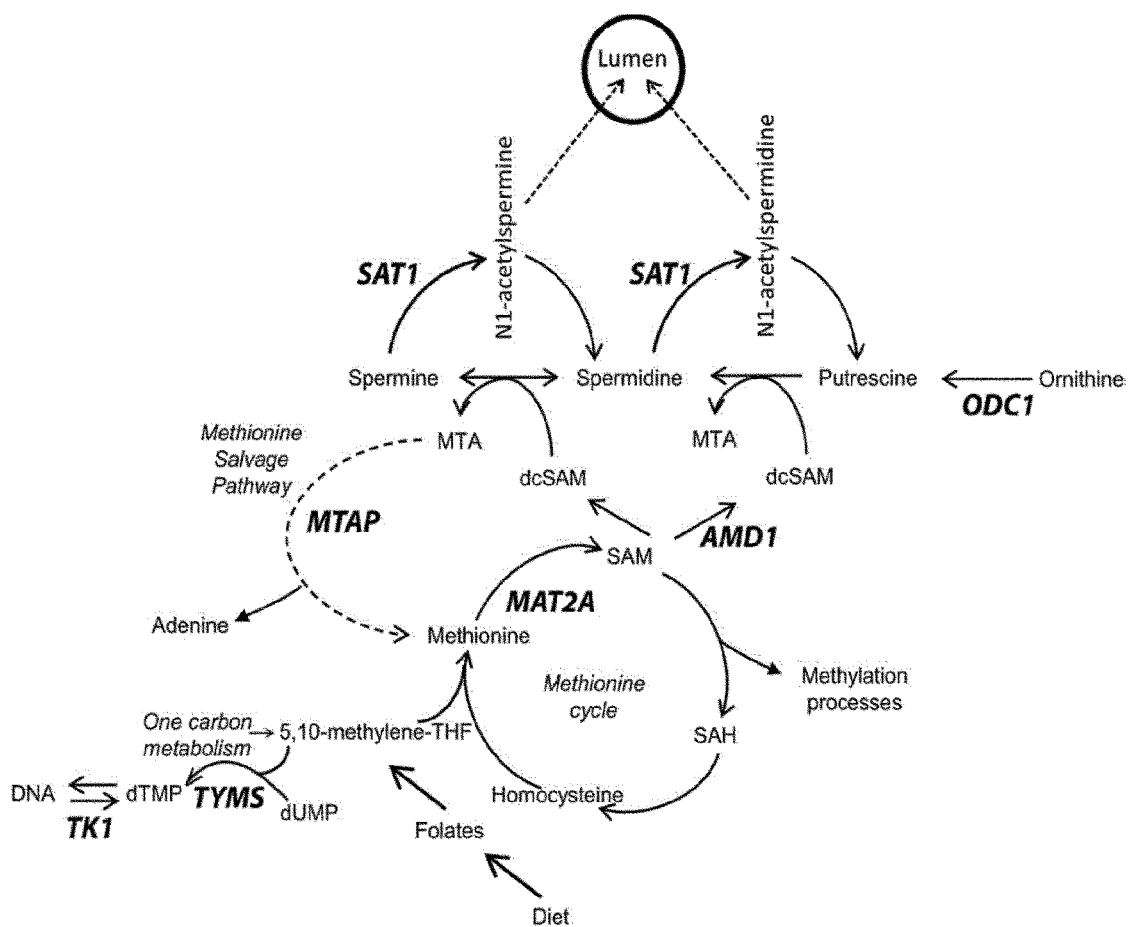 Lumen
N1-acetylspermine
N1-acetylspermidine
SAT1
SAT1
Spermine
Spermidine
Putrescine
Ornithine
ODC1
Methionine
Salvage
Pathway
MTA
MTA
dcSAM
dcSAM
MTAP
AMD1
SAM
MAT2A
Adenine
Methionine
Methylation
processes
Methionine
cycle
One carbon
metabolism
5,10-methylene-THF
SAH
DNA
dTMP
TYMS
dUMP
Homocysteine
TK1
Folates
Diet